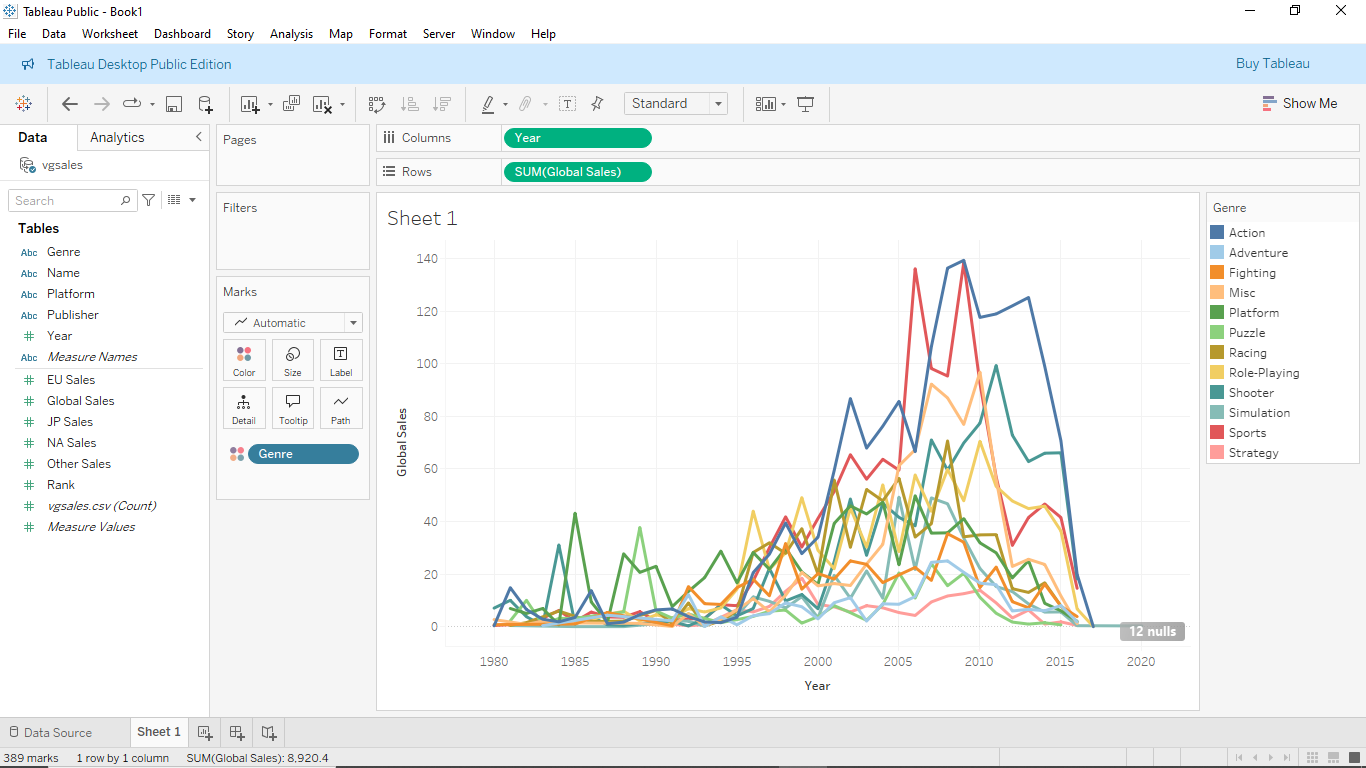 Tableau Public - Book1
File Data Worksheet Dashboard Story Analysis Map Format Server Window Help
Tableau Desktop Public Edition
Buy Tableau
Standard
Show Me
Data
Analytics
vgsales
Search
Tables
Abc Genre
Abc Name
Abc Platform
Abc Publisher
Year
Abc Measure Names
EU Sales
Global Sales
JP Sales
NA Sales
Other Sales
Rank
vgsales.csv (Count)
Measure Values
Pages
Filters
Marks
Automatic
Color Size Label
Detail Tooltip Path
Genre
Columns
Year
Rows
SUM(Global Sales)
Sheet 1
Global Sales
140
120
100
80
60
40
20
0
12 nulls
1980 1985 1990 1995 2000 2005 2010 2015 2020
Year
Genre
Action
Adventure
Fighting
Misc
Platform
Puzzle
Racing
Role-Playing
Shooter
Simulation
Sports
Strategy
Data Source
Sheet 1
389 marks 1 row by 1 column SUM(Global Sales): 8,920.4